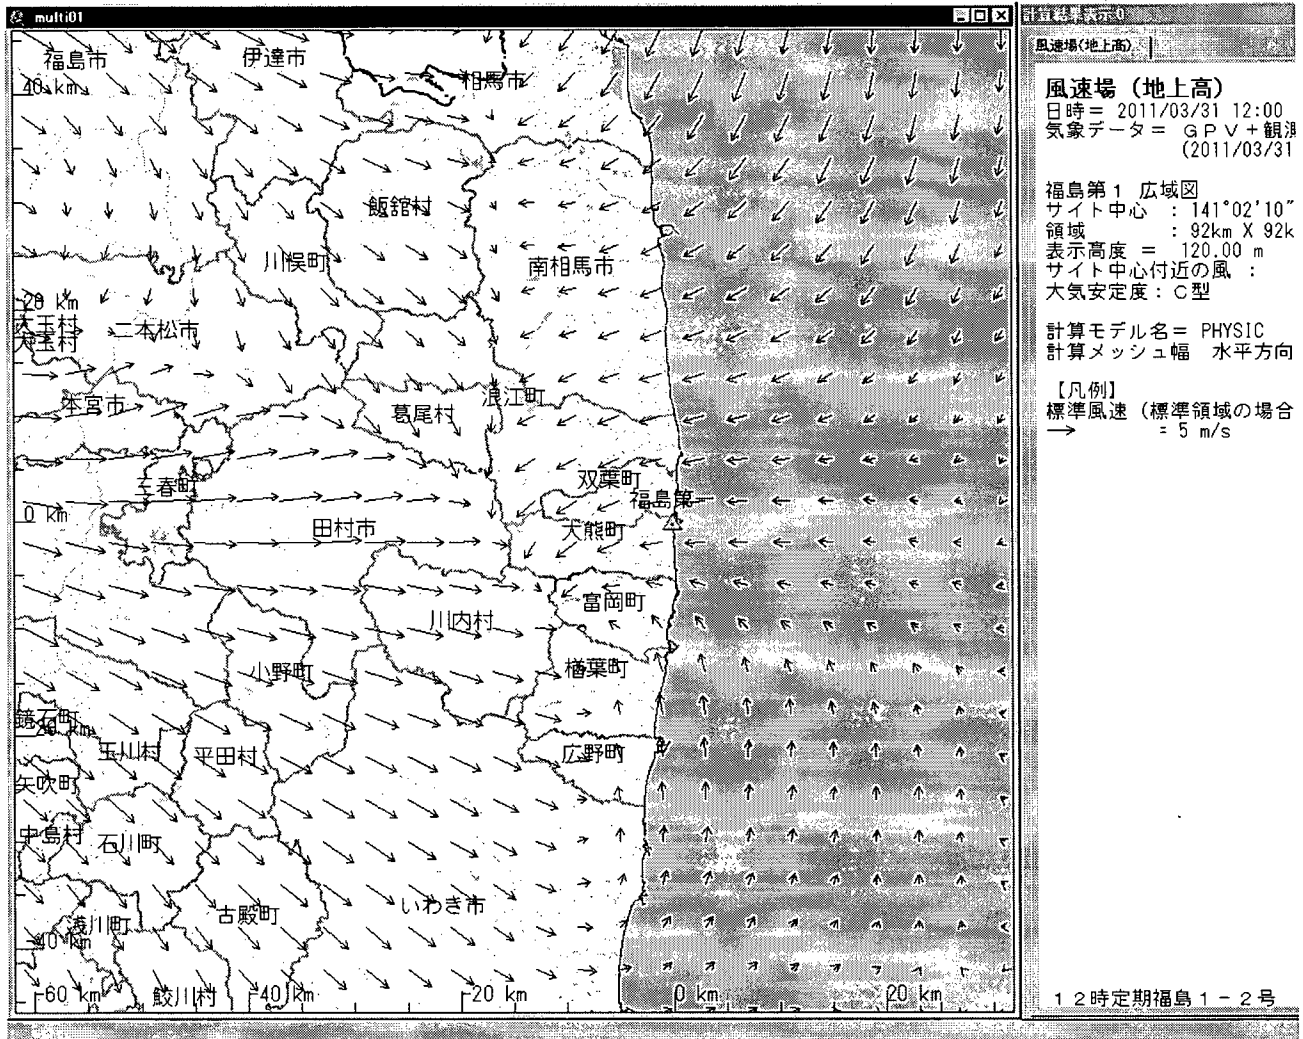 multi01
計算結果表示:0
風速場(地上高)
福島市
伊達市
相馬市
40 km
飯舘村
川俣町
南相馬市
20 km
大玉村
二本松市
本宮市
葛尾村
浪江町
三春町
双葉町
福島第一
0 km
田村市
大熊町
川内村
富岡町
小野町
楢葉町
鏡石町
-20 km
玉川村
平田村
広野町
矢吹町
中島村
石川町
いわき市
古殿町
浅川町
-40 km
鮫川村
-60 km
-40 km
-20 km
0 km
20 km
風速場(地上高)
日時= 2011/03/31 12:00
気象データ= GPV+観測
(2011/03/31
福島第1 広域図
サイト中心 : 141°02'10"
領域 : 92km X 92k
表示高度 = 120.00 m
サイト中心付近の風 :
大気安定度: C型
計算モデル名= PHYSIC
計算メッシュ幅 水平方向
【凡例】
標準風速(標準領域の場合
→ = 5 m/s
12時定期福島1-2号